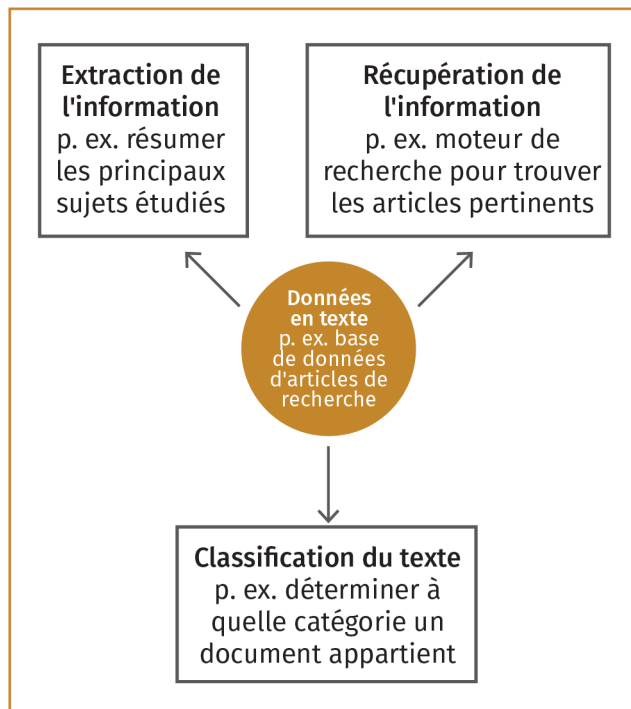 Extraction de
l'information
p. ex. résumer
les principaux
sujets étudiés
Récupération de
l'information
p. ex. moteur de
recherche pour trouver
les articles pertinents
Données
en texte
p. ex. base
de données
d'articles de
recherche
Classification du texte
p. ex. déterminer à
quelle catégorie un
document appartient